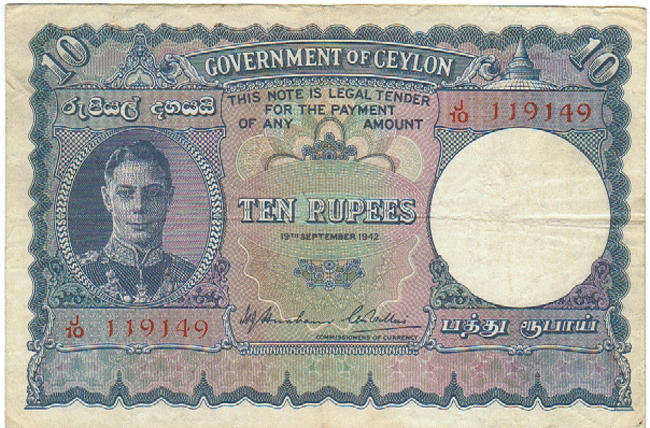 10 10
GOVERNMENT OF CEYLON
රුපියල් දහයයි
THIS NOTE IS LEGAL TENDER
FOR THE PAYMENT
OF ANY AMOUNT
J/10 119149
TEN RUPEES
19TH SEPTEMBER 1942
J/10 119149
COMMISSIONERS OF CURRENCY
பத்து ரூபாய்